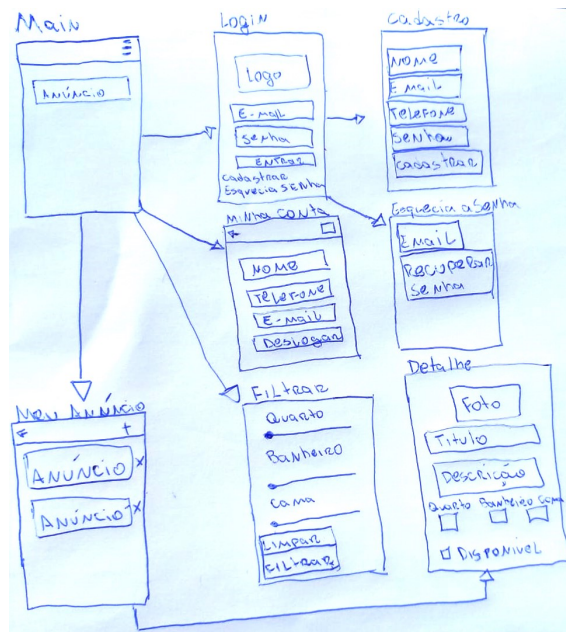 Main
ANÚNCIO
Login
Logo
E-mail
Senha
ENTRAR
cadastrar
Esquecia SENha
cadastro
NOME
E mail
Telefone
SENha
cadastrar
Minha conta
NOME
Telefone
E-mail
Deslogar
Esquecia a Senha
Email
Recuperar
Senha
Meu Anúncio
ANÚNCIO x
ANÚNCIO x
FiLtrar
Quarto
Banheiro
Cama
Limpar
FiLtrar
Detalhe
Foto
Titulo
Descrição
Quarto Banheiro Cama
Disponivel